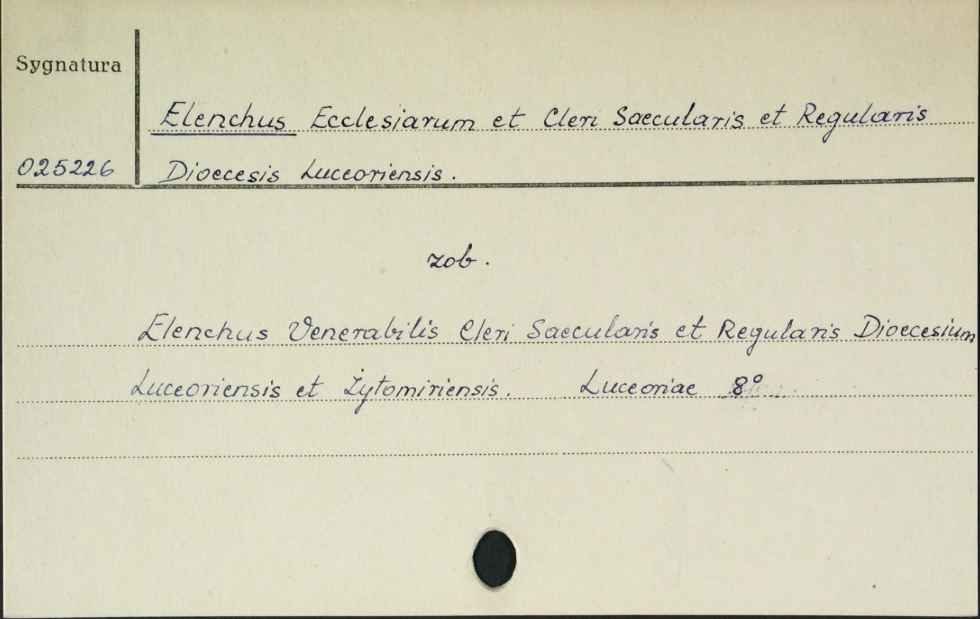 Sygnatura
Elenchus Ecclesiarum et Cleri Saecularis et Regularis
025226 Dioecesis Luceoriensis.
zob.
Elenchus Venerabilis Cleri Saecularis et Regularis Dioecesium
Luceoriensis et Żytomiriensis. Luceoriae 8°